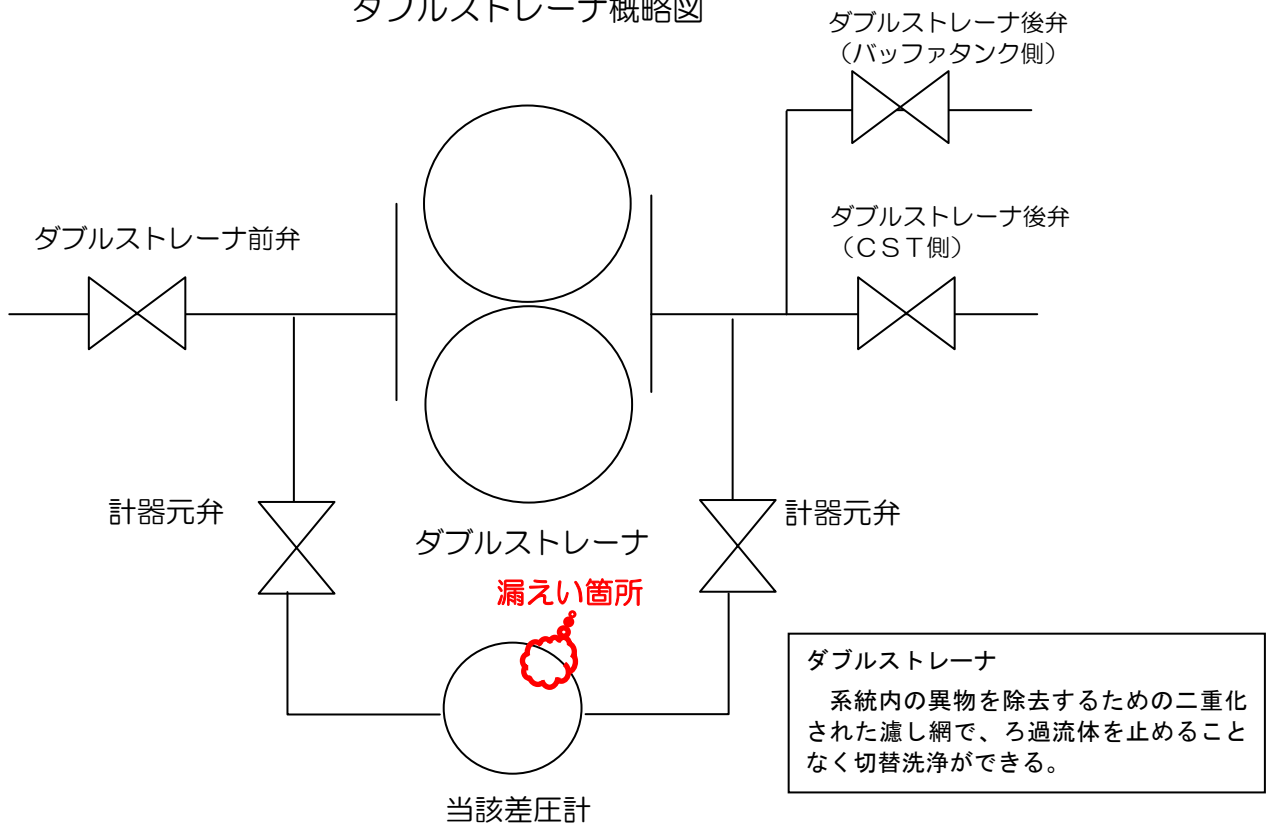 ダブルストレーナ概略図
ダブルストレーナ後弁
（バッファタンク側）
ダブルストレーナ後弁
（ＣＳＴ側）
ダブルストレーナ前弁
計器元弁
計器元弁
ダブルストレーナ
漏えい箇所
当該差圧計
ダブルストレーナ
　系統内の異物を除去するための二重化
された濾し網で、ろ過流体を止めること
なく切替洗浄ができる。